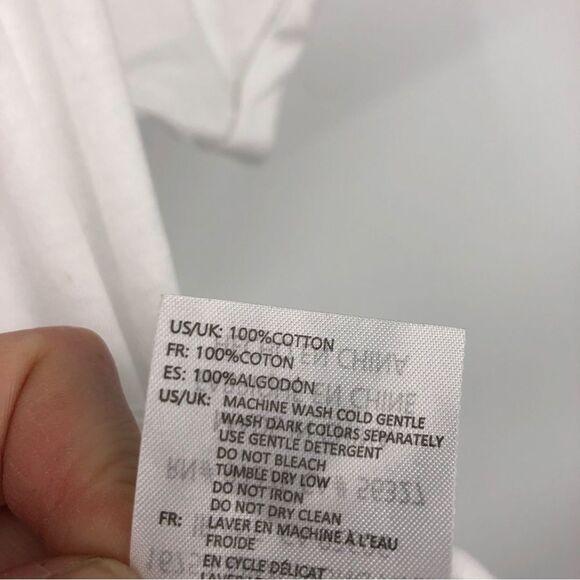 US/UK: 100%COTTON
FR: 100%COTON
ES: 100%ALGODÓN
US/UK: MACHINE WASH COLD GENTLE
WASH DARK COLORS SEPARATELY
USE GENTLE DETERGENT
DO NOT BLEACH
TUMBLE DRY LOW
DO NOT IRON
DO NOT DRY CLEAN
FR: LAVER EN MACHINE À L'EAU
FROIDE
EN CYCLE DÉLICAT